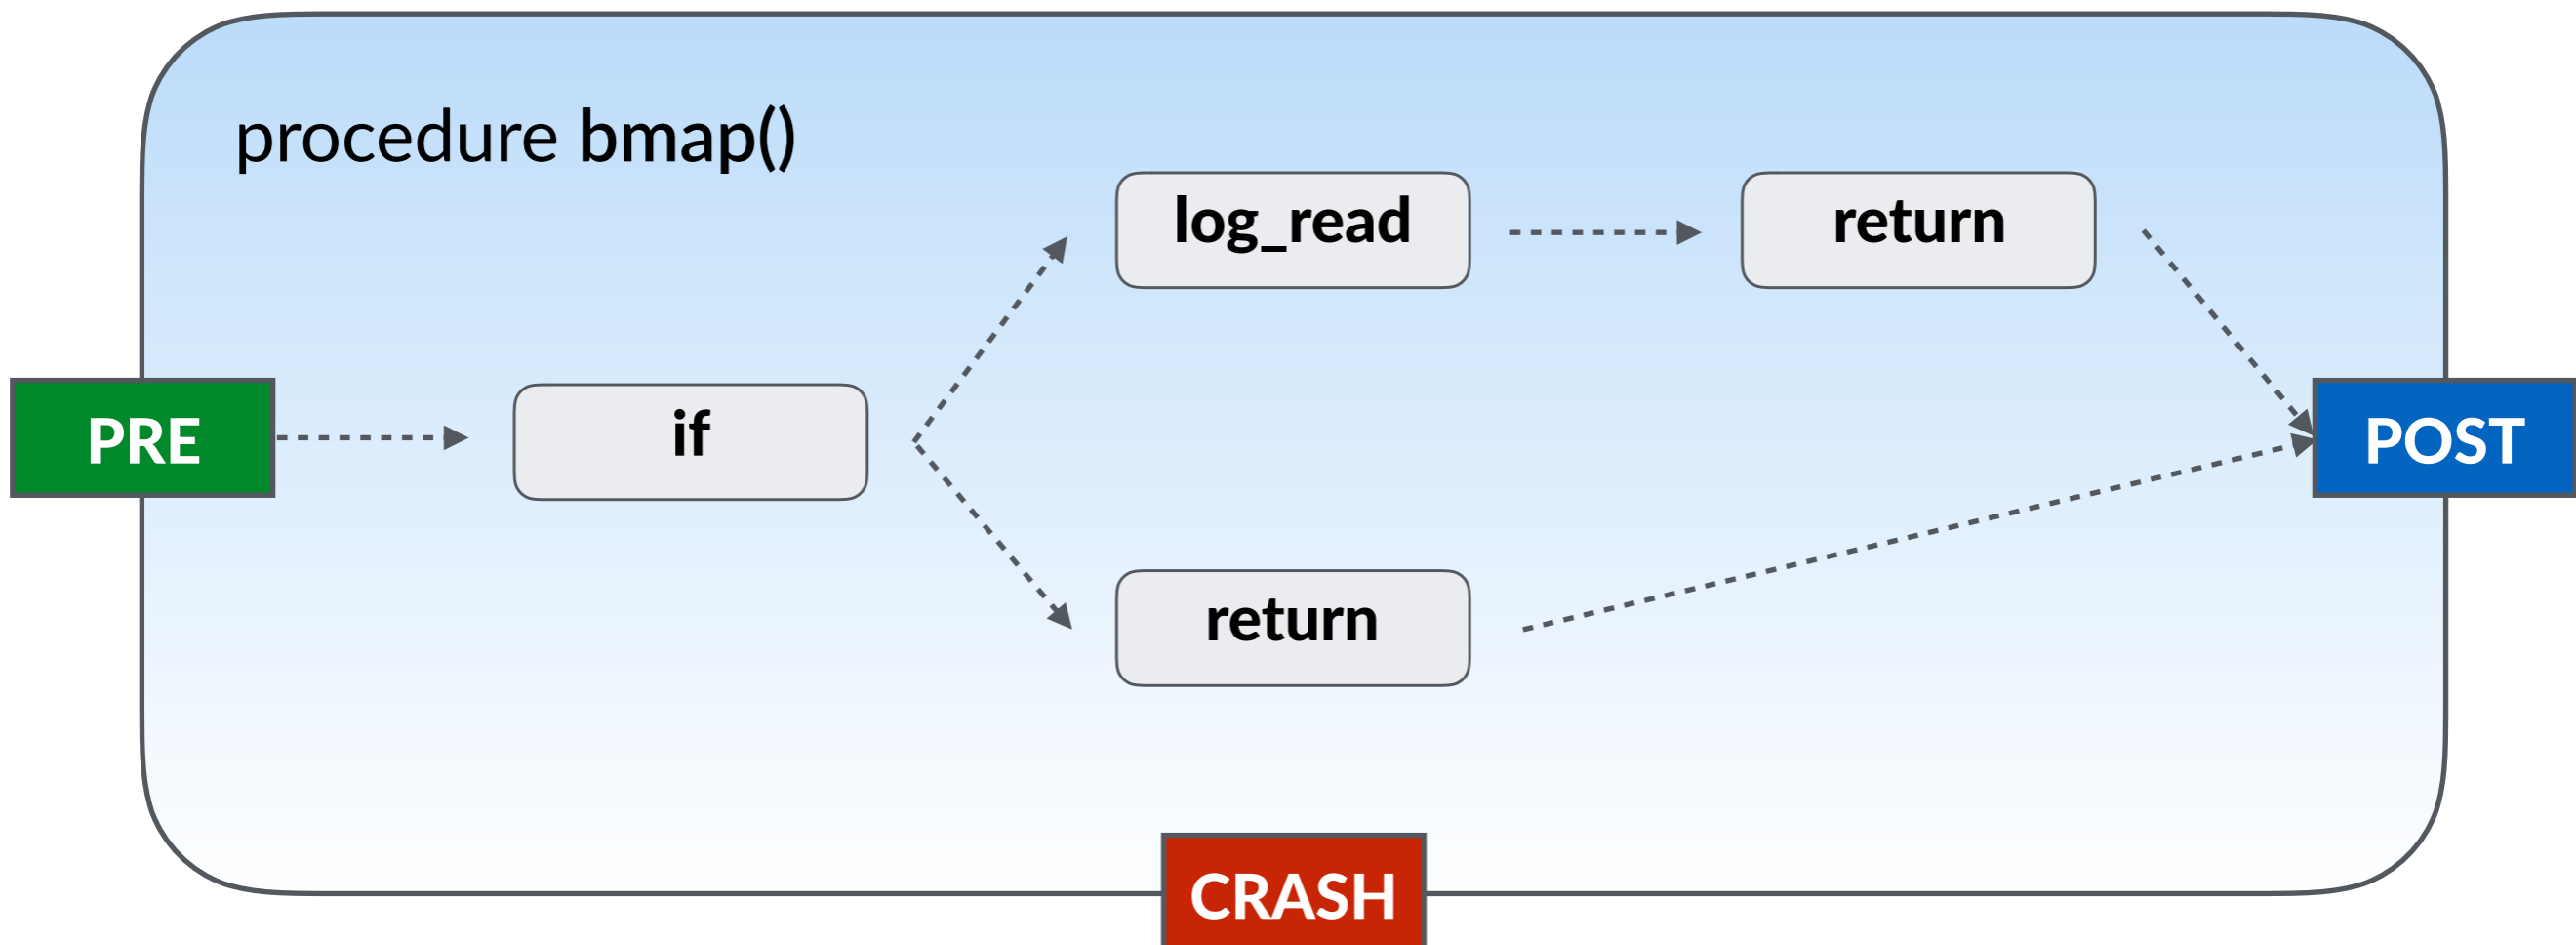 procedure bmap()
log_read
return
PRE
if
POST
return
CRASH